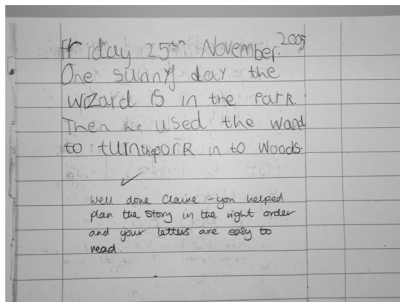 Friday 25th November. 2005
One sunny day the
wizard is in the Park
Then he used the wand
to turn uporR in to woods
well done Claire - you helped
plan the story in the right order
and your letters are easy to
read.